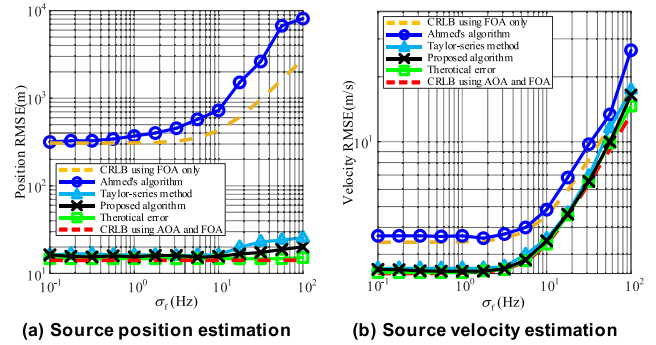 10⁴
10³
10²
10¹
Position RMSE(m)
CRLB using FOA only
Ahmed's algorithm
Taylor-series method
Proposed algorithm
Therotical error
CRLB using AOA and FOA
10⁻¹ 10⁰ 10¹ 10²
σf (Hz)
(a) Source position estimation
CRLB using FOA only
Ahmed's algorithm
Taylor-series method
Proposed algorithm
Therotical error
CRLB using AOA and FOA
Velocity RMSE(m/s)
10¹
10⁻¹ 10⁰ 10¹ 10²
σf (Hz)
(b) Source velocity estimation